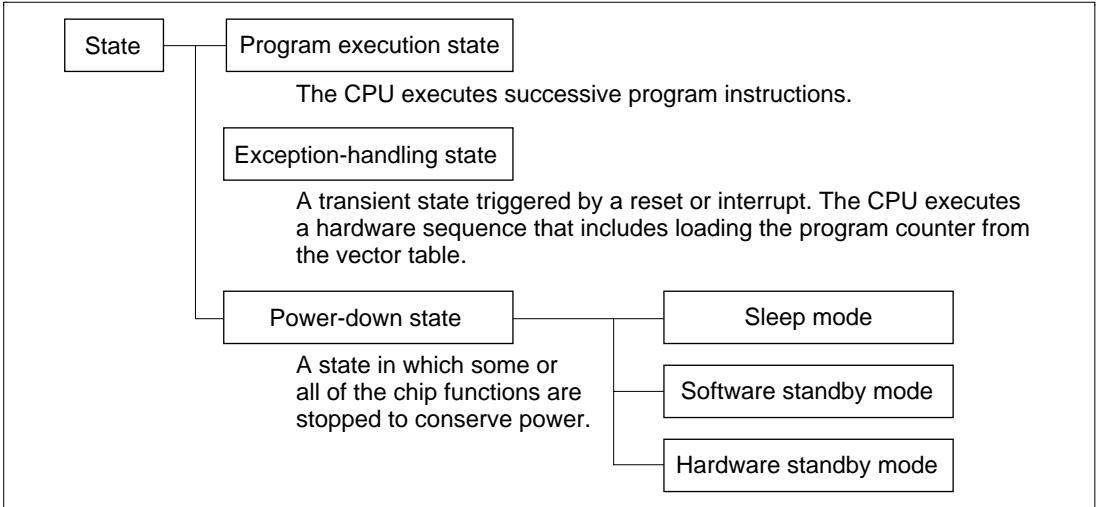 State
Program execution state
The CPU executes successive program instructions.
Exception-handling state
A transient state triggered by a reset or interrupt. The CPU executes
a hardware sequence that includes loading the program counter from
the vector table.
Power-down state
Sleep mode
A state in which some or
all of the chip functions are
stopped to conserve power.
Software standby mode
Hardware standby mode